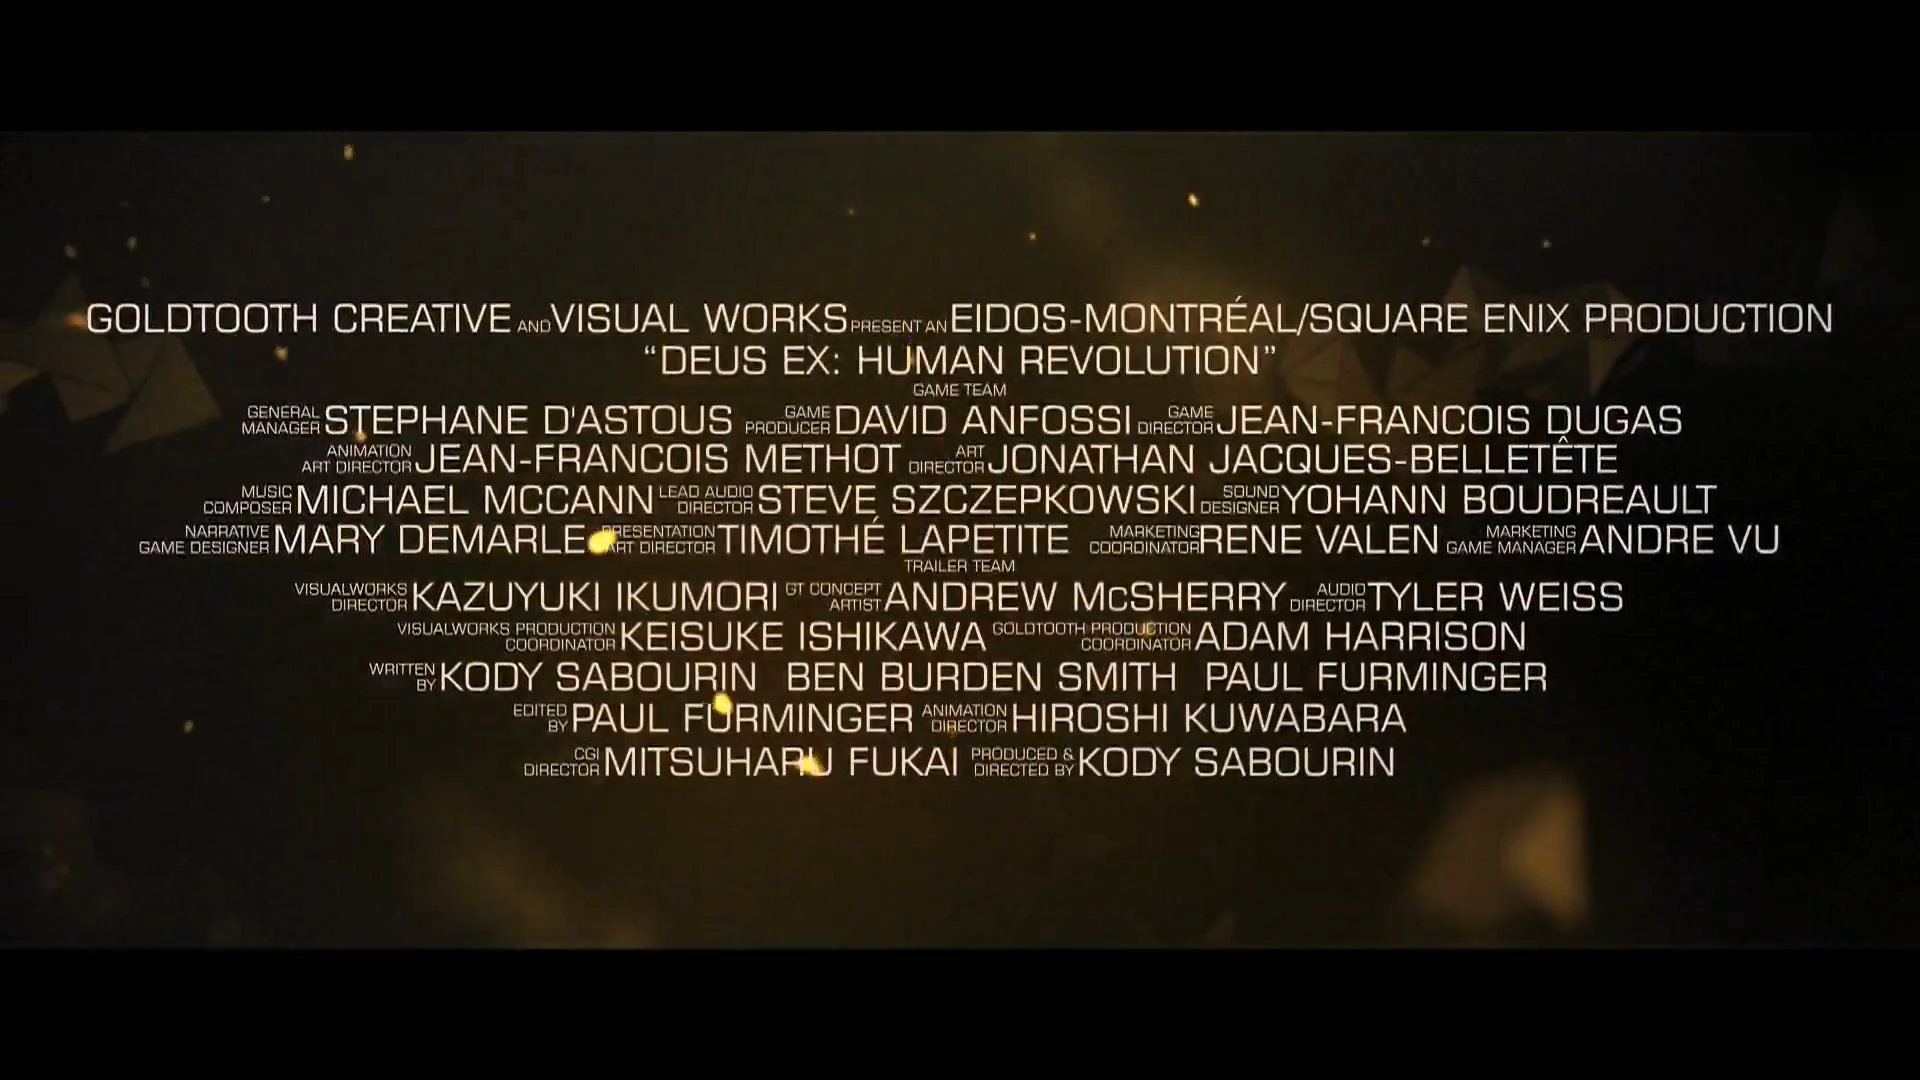 GOLDTOOTH CREATIVE AND VISUAL WORKS PRESENT AN EIDOS-MONTRÉAL/SQUARE ENIX PRODUCTION
“DEUS EX: HUMAN REVOLUTION”
GAME TEAM
GENERAL MANAGER STEPHANE D'ASTOUS GAME PRODUCER DAVID ANFOSSI GAME DIRECTOR JEAN-FRANCOIS DUGAS
ANIMATION ART DIRECTOR JEAN-FRANCOIS METHOT ART DIRECTOR JONATHAN JACQUES-BELLETÊTE
MUSIC COMPOSER MICHAEL MCCANN LEAD AUDIO DIRECTOR STEVE SZCZEPKOWSKI SOUND DESIGNER YOHANN BOUDREAULT
NARRATIVE GAME DESIGNER MARY DEMARLE PRESENTATION ART DIRECTOR TIMOTHÉ LAPETITE MARKETING COORDINATOR RENE VALEN MARKETING GAME MANAGER ANDRE VU
TRAILER TEAM
VISUALWORKS DIRECTOR KAZUYUKI IKUMORI GT CONCEPT ARTIST ANDREW McSHERRY AUDIO DIRECTOR TYLER WEISS
VISUALWORKS PRODUCTION COORDINATOR KEISUKE ISHIKAWA GOLDTOOTH PRODUCTION COORDINATOR ADAM HARRISON
WRITTEN BY KODY SABOURIN BEN BURDEN SMITH PAUL FURMINGER
EDITED BY PAUL FURMINGER ANIMATION DIRECTOR HIROSHI KUWABARA
CGI DIRECTOR MITSUHARU FUKAI PRODUCED & DIRECTED BY KODY SABOURIN